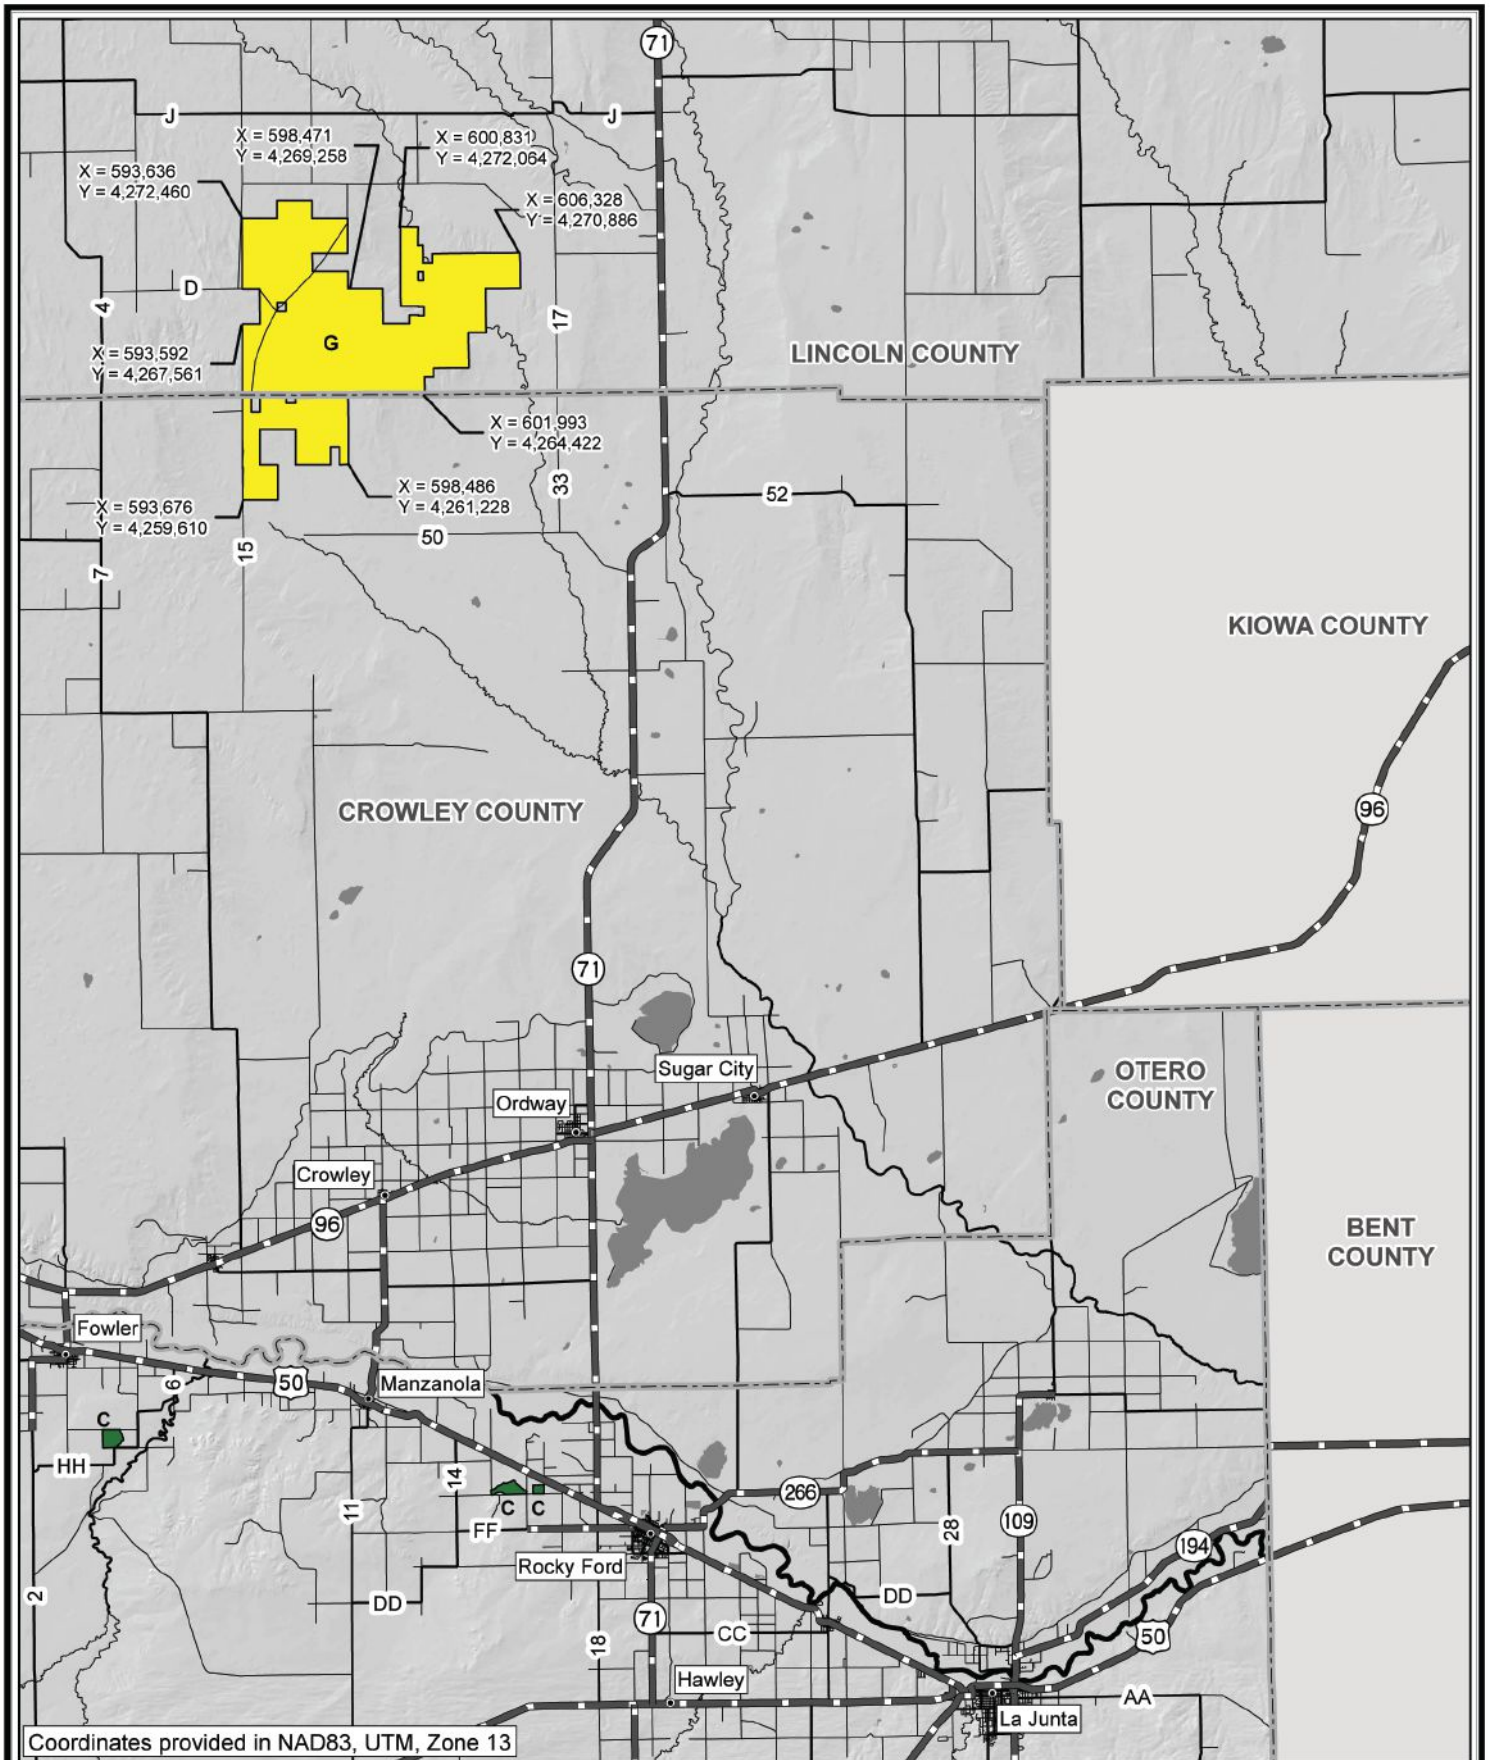 71
J
J
X = 598,471
Y = 4,269,258
X = 600,831
Y = 4,272,064
X = 593,636
Y = 4,272,460
X = 606,328
Y = 4,270,886
D
4
17
G
X = 593,592
Y = 4,267,561
LINCOLN COUNTY
X = 601,993
Y = 4,264,422
X = 598,486
Y = 4,261,228
33
52
X = 593,676
Y = 4,259,610
50
15
7
KIOWA COUNTY
CROWLEY COUNTY
96
71
Sugar City
OTERO
COUNTY
Ordway
Crowley
96
BENT
COUNTY
Fowler
50
6
Manzanola
C
HH
14
C
C
266
11
FF
28
109
194
Rocky Ford
2
DD
DD
71
CC
50
18
Hawley
AA
La Junta
Coordinates provided in NAD83, UTM, Zone 13